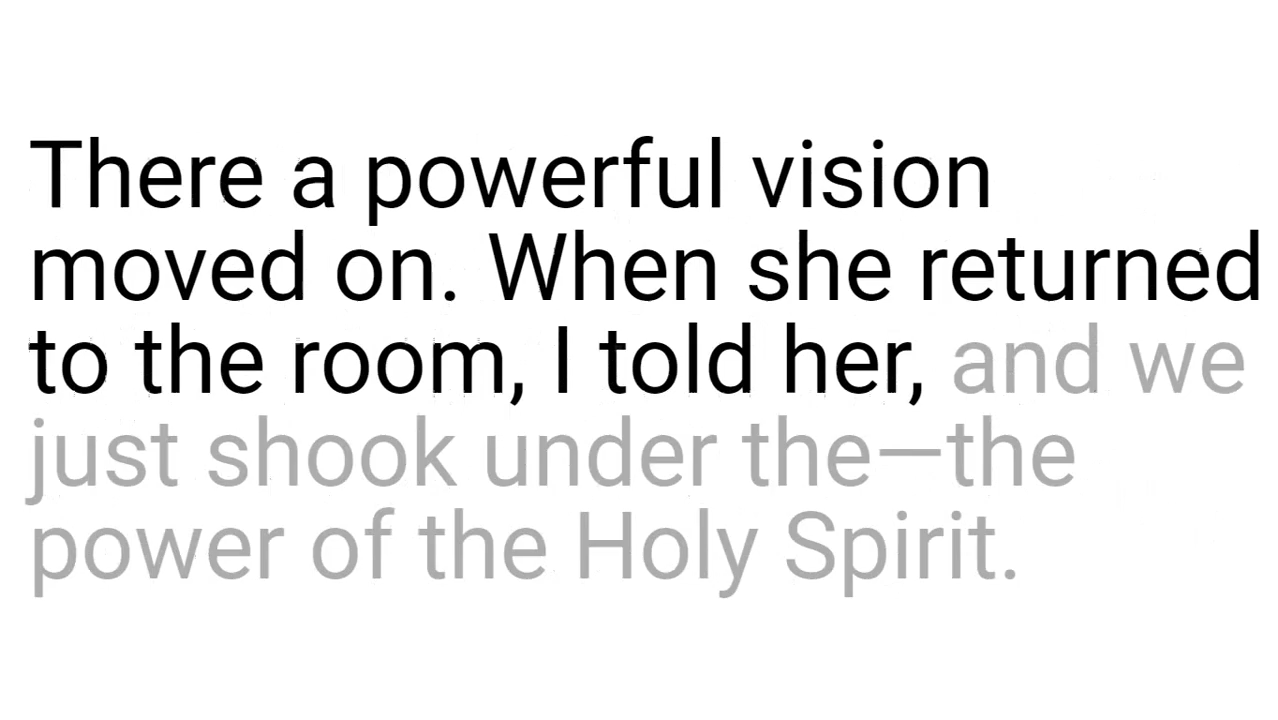 There a powerful vision
moved on. When she returned
to the room, I told her, and we
just shook under the—the
power of the Holy Spirit.